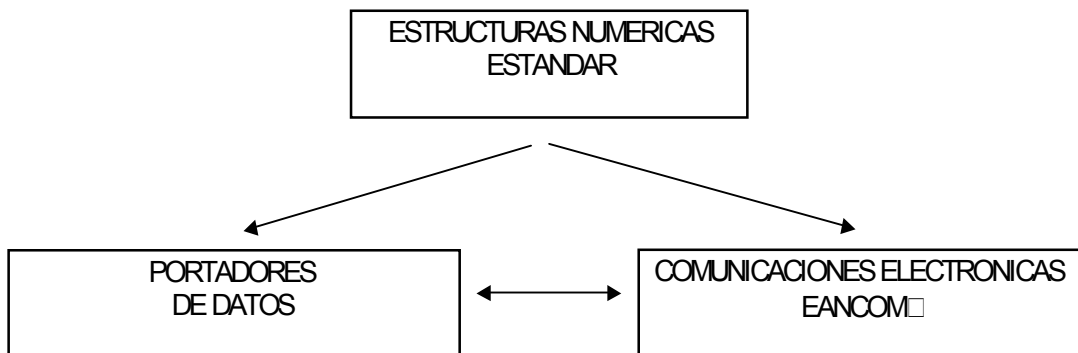 ESTRUCTURAS NUMERICAS
ESTANDAR
PORTADORES
DE DATOS
COMUNICACIONES ELECTRONICAS
EANCOM□